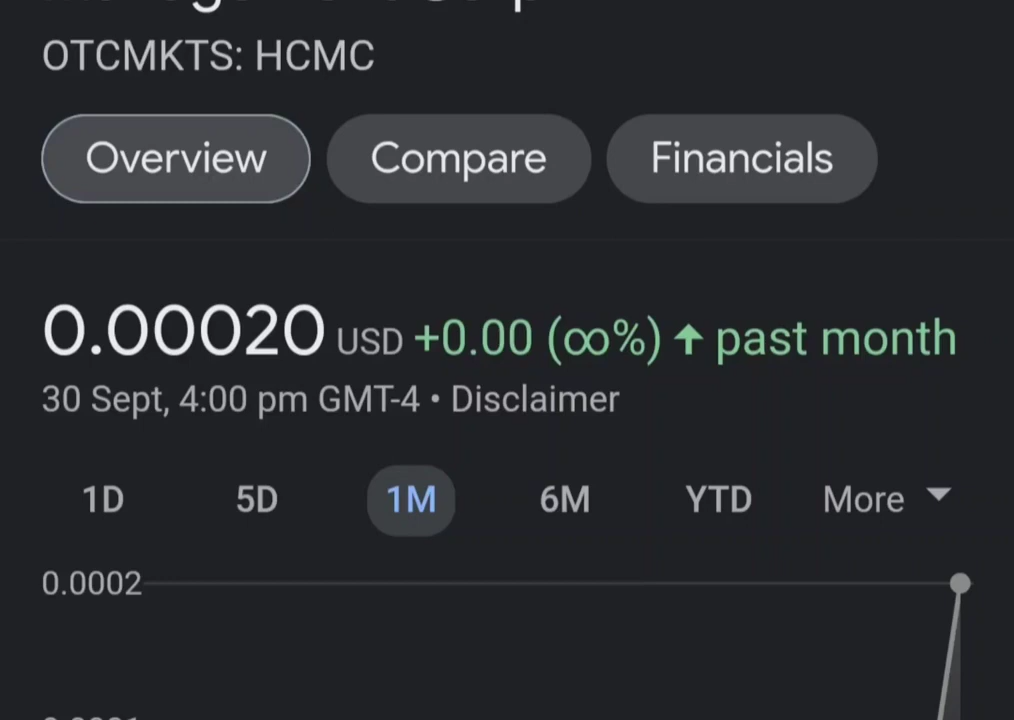 OTCMKTS: HCMC
Overview Compare Financials
0.00020 USD +0.00 (∞%) ↑ past month
30 Sept, 4:00 pm GMT-4 • Disclaimer
1D 5D 1M 6M YTD More
0.0002